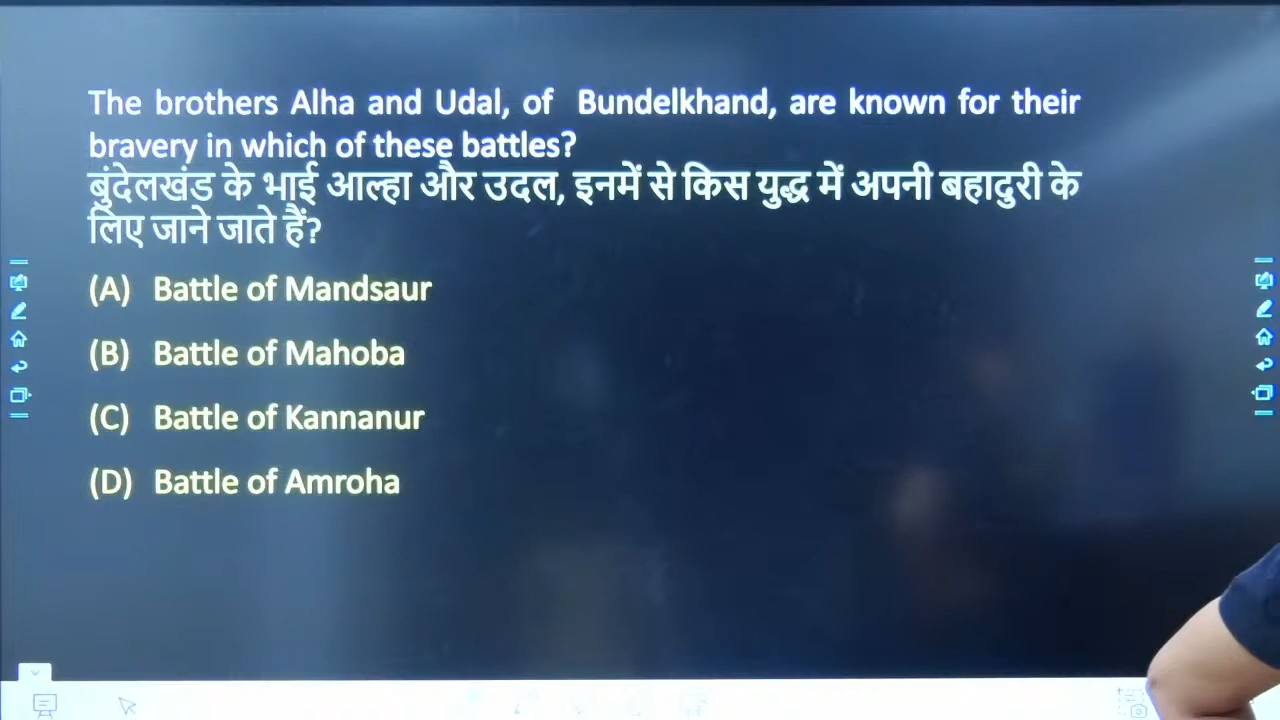 The brothers Alha and Udal, of Bundelkhand, are known for their
bravery in which of these battles?
बुंदेलखंड के भाई आल्हा और उदल, इनमें से किस युद्ध में अपनी बहादुरी के
लिए जाने जाते हैं?
(A) Battle of Mandsaur
(B) Battle of Mahoba
(C) Battle of Kannanur
(D) Battle of Amroha